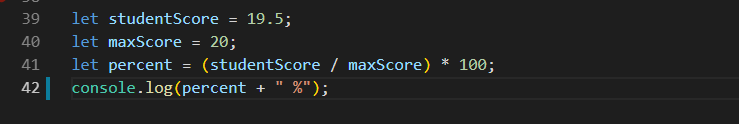 39 let studentScore = 19.5;
40 let maxScore = 20;
41 let percent = (studentScore / maxScore) * 100;
42 console.log(percent + " %");